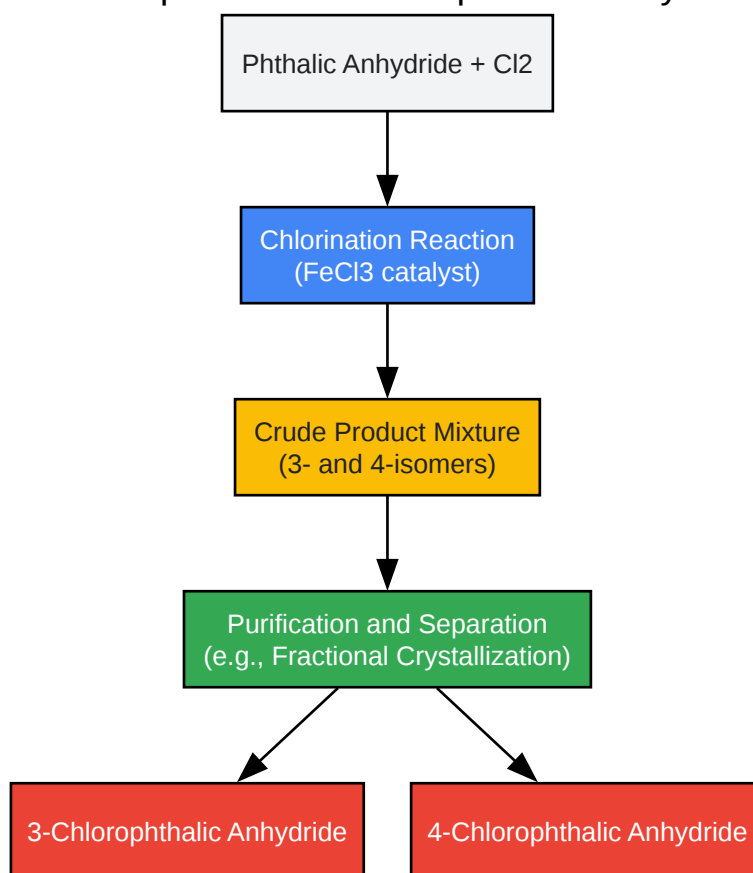 Phthalic Anhydride + Cl2
Chlorination Reaction
(FeCl3 catalyst)
Crude Product Mixture
(3- and 4-isomers)
Purification and Separation
(e.g., Fractional Crystallization)
3-Chlorophthalic Anhydride
4-Chlorophthalic Anhydride